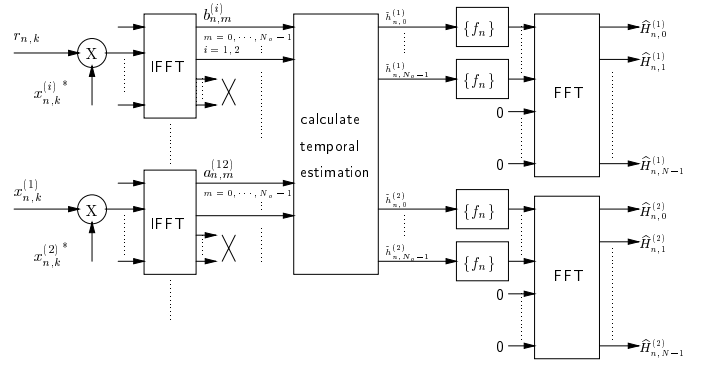 r_{n,k}
X
x_{n,k}^{(i)*}
IFFT
b_{n,m}^{(i)}
m = 0, ⋯, N_o − 1
i = 1, 2
x_{n,k}^{(1)}
X
x_{n,k}^{(2)*}
IFFT
a_{n,m}^{(12)}
m = 0, ⋯, N_o − 1
calculate
temporal
estimation
h̃_{n,0}^{(1)}
{f_n}
h̃_{n,N_o−1}^{(1)}
{f_n}
0
0
FFT
Ĥ_{n,0}^{(1)}
Ĥ_{n,1}^{(1)}
Ĥ_{n,N−1}^{(1)}
h̃_{n,0}^{(2)}
{f_n}
h̃_{n,N_o−1}^{(2)}
{f_n}
0
0
FFT
Ĥ_{n,0}^{(2)}
Ĥ_{n,1}^{(2)}
Ĥ_{n,N−1}^{(2)}